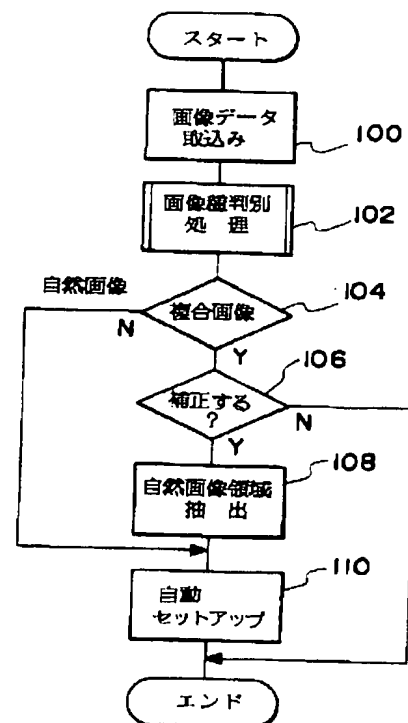 スタート
画像データ
取込み
100
画像種判別
処 理
102
自然画像
複合画像
104
N
Y
補正する
?
106
N
Y
自然画像領域
抽 出
108
自動
セットアップ
110
エンド